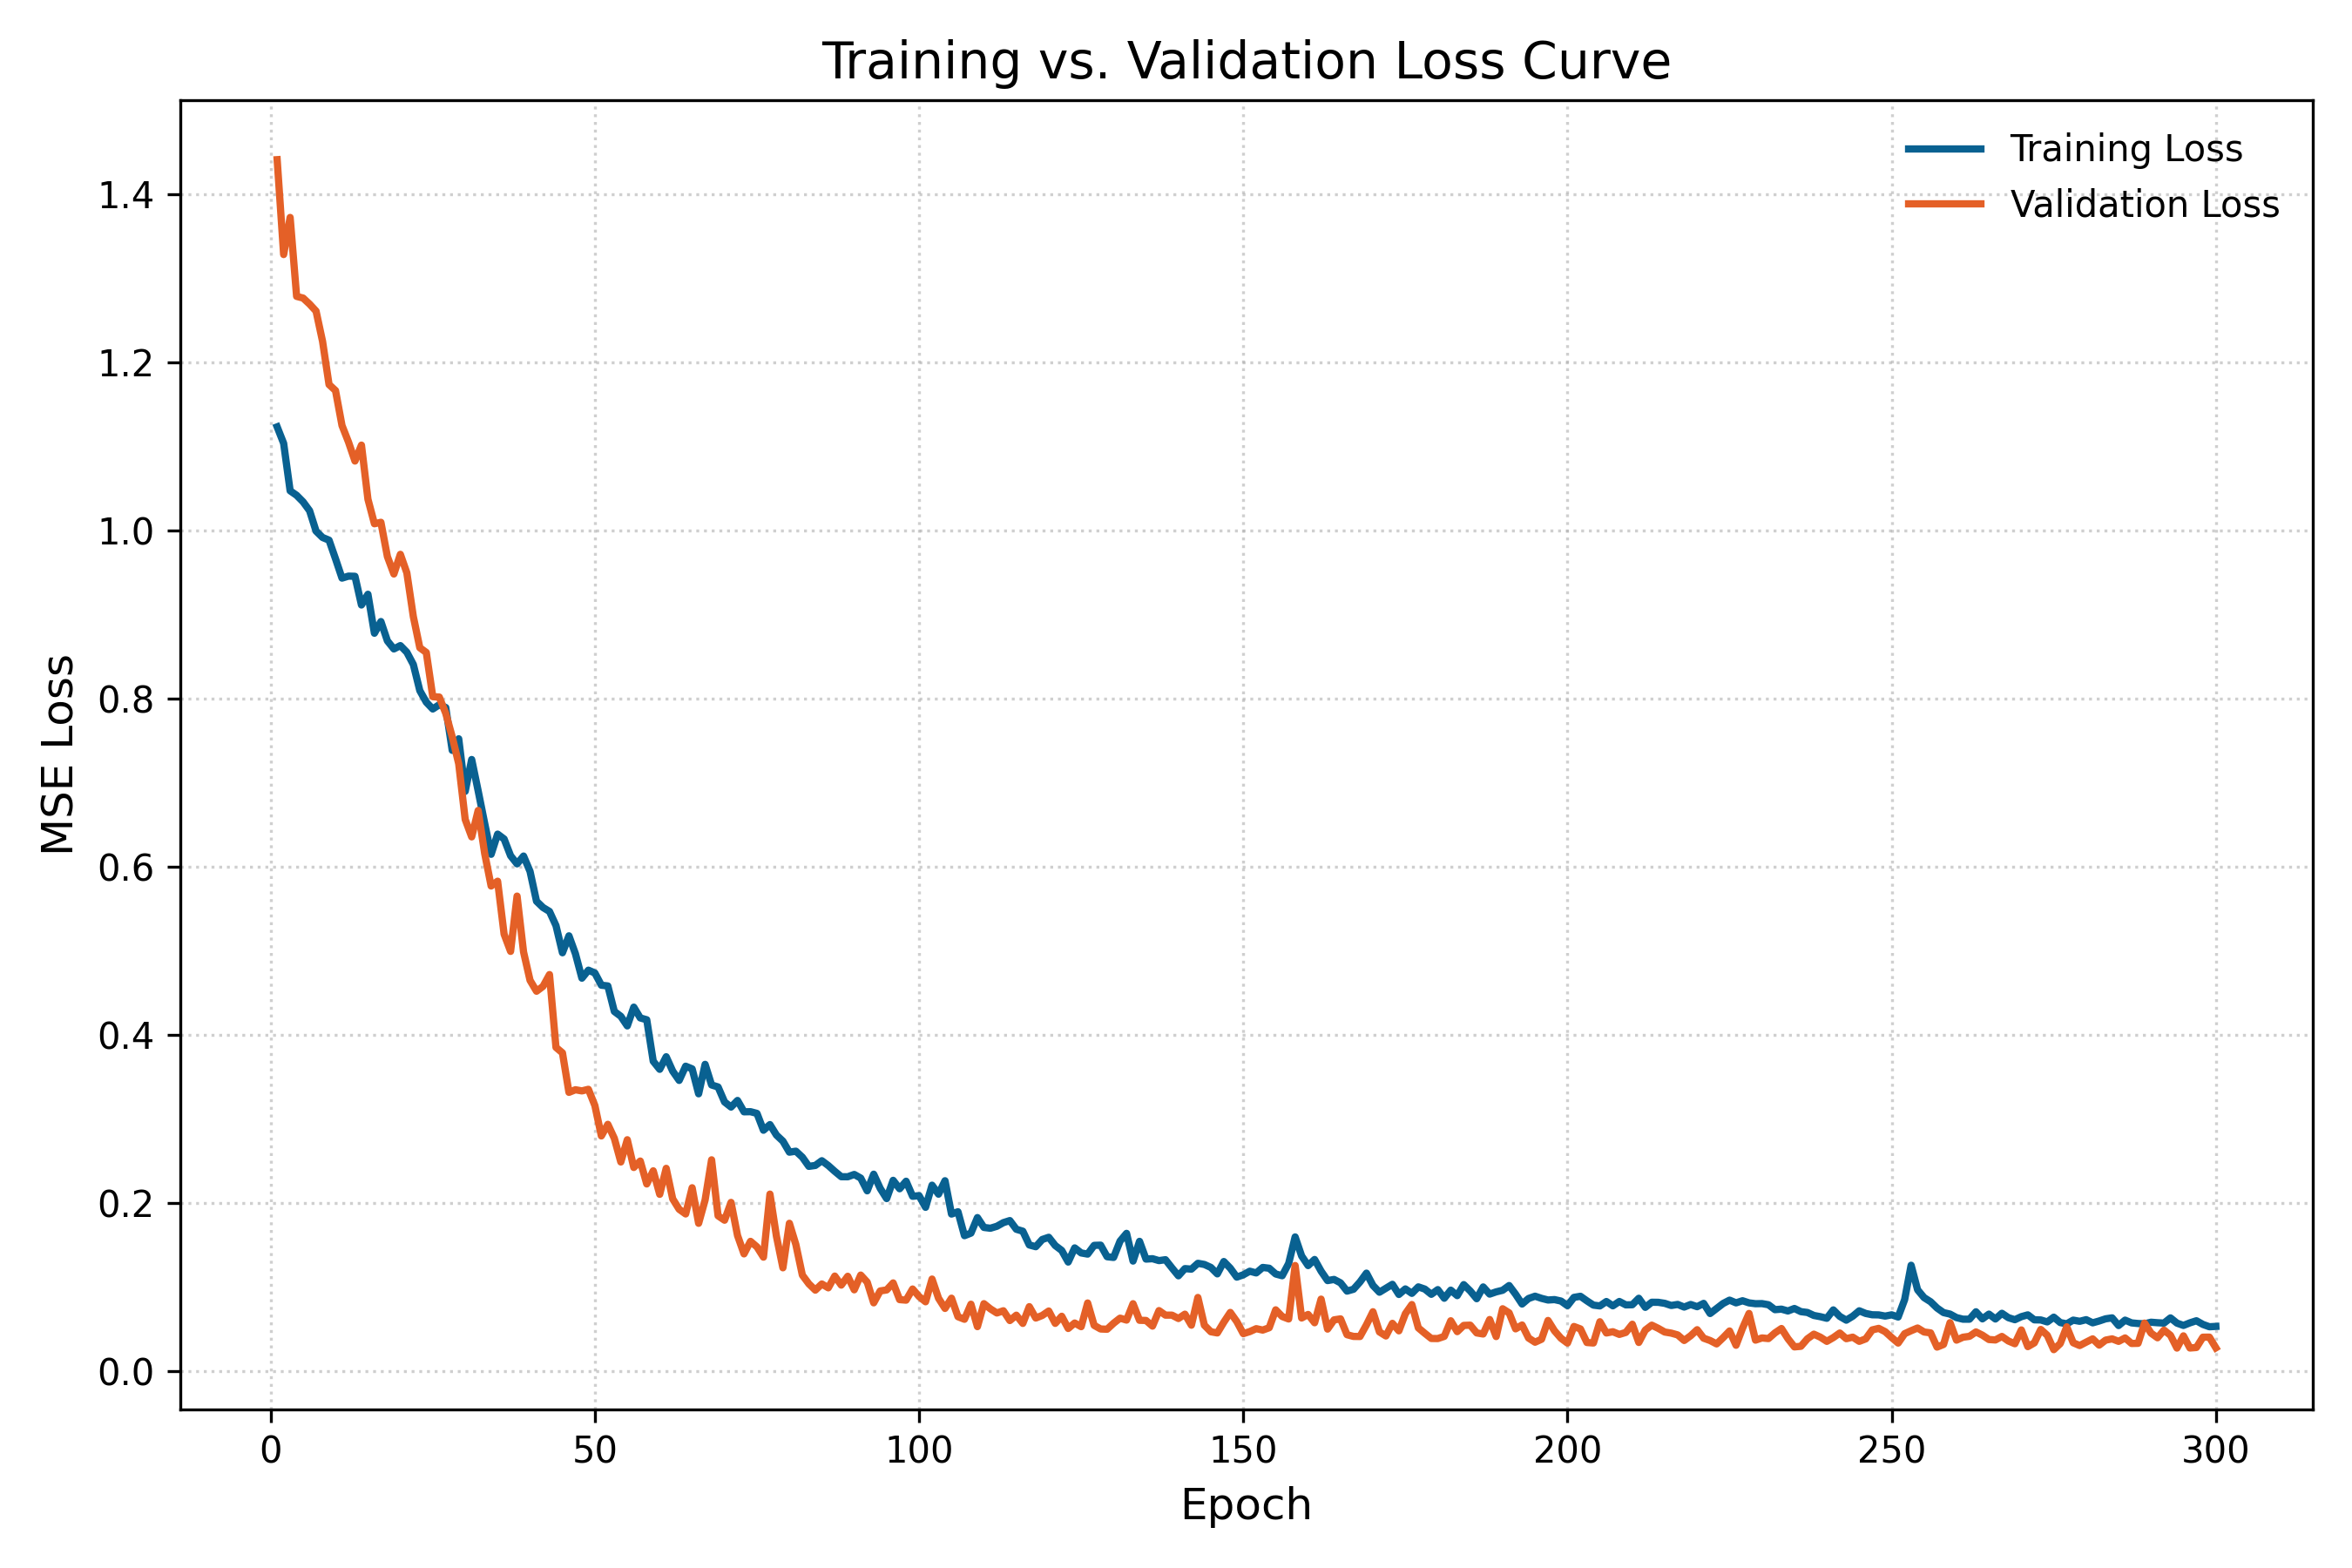 Training vs. Validation Loss Curve
Training Loss
Validation Loss
MSE Loss
1.4
1.2
1.0
0.8
0.6
0.4
0.2
0.0
0 50 100 150 200 250 300
Epoch